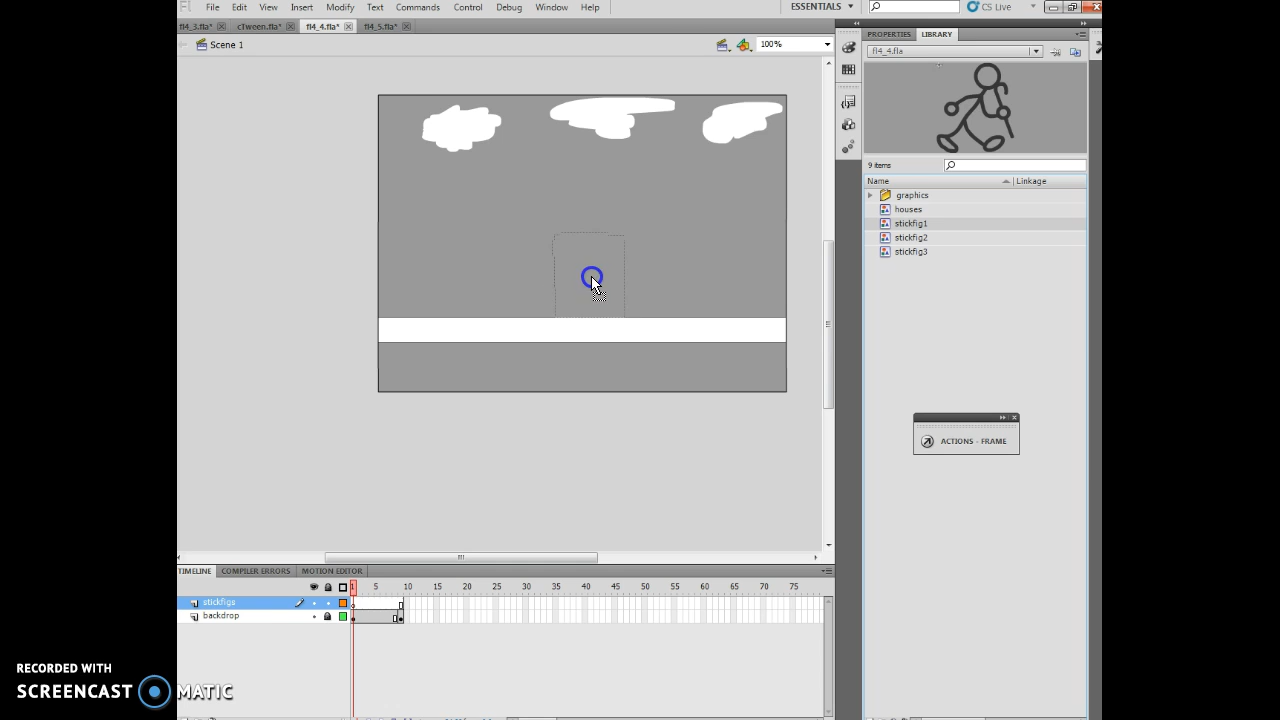 File Edit View Insert Modify Text Commands Control Debug Window Help ESSENTIALS CS Live
fl4_3.fla* cTween.fla* fl4_4.fla* fl4_5.fla*
Scene 1 100%
PROPERTIES LIBRARY
fl4_4.fla
9 items
Name Linkage
graphics
houses
stickfig1
stickfig2
stickfig3
ACTIONS - FRAME
TIMELINE COMPILER ERRORS MOTION EDITOR
1 5 10 15 20 25 30 35 40 45 50 55 60 65 70 75
stickfigs
backdrop
RECORDED WITH
SCREENCAST MATIC